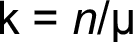 k = n/µ